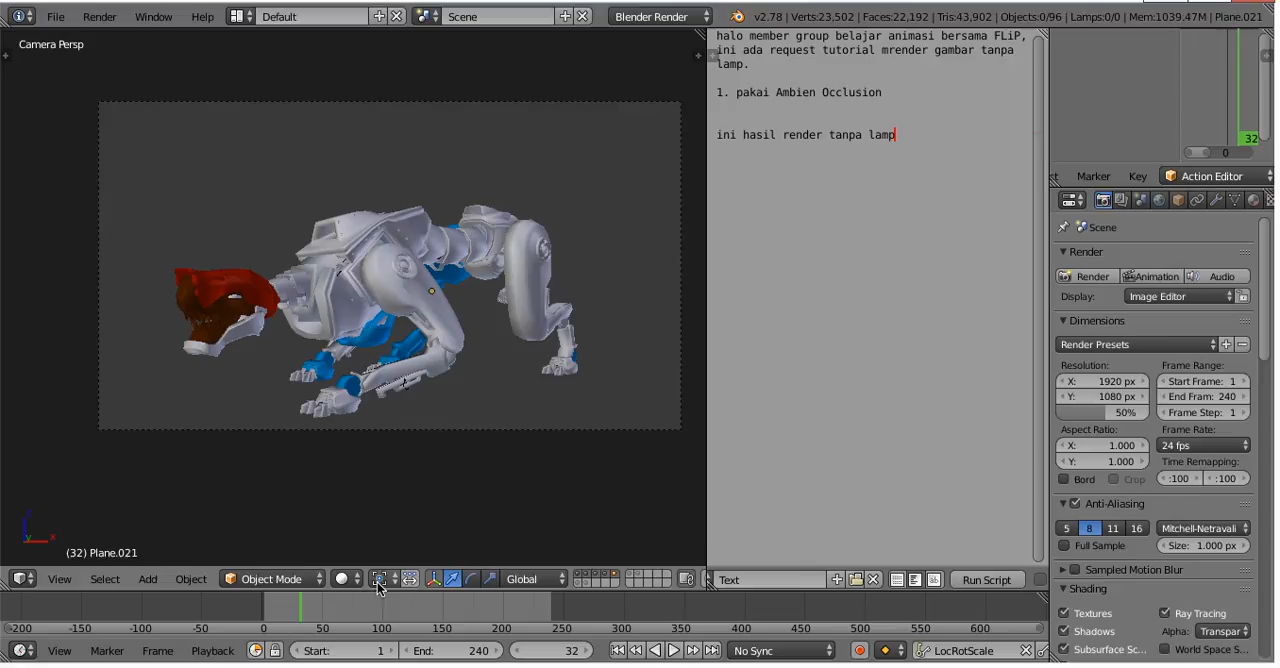 File Render Window Help Default Scene Blender Render v2.78 | Verts:23,502 | Faces:22,192 | Tris:43,902 | Objects:0/96 | Lamps:0/0 | Mem:1039.47M | Plane.021
Camera Persp
halo member group belajar animasi bersama FLiP,
ini ada request tutorial mrender gambar tanpa
lamp.
1. pakai Ambien Occlusion
ini hasil render tanpa lamp
32
0
Marker Key Action Editor
Scene
Render
Render Animation Audio
Display: Image Editor
Dimensions
Render Presets
Resolution: Frame Range:
X: 1920 px Start Frame: 1
Y: 1080 px End Fram: 240
50% Frame Step: 1
Aspect Ratio: Frame Rate:
X: 1.000 24 fps
Y: 1.000 Time Remapping:
Bord Crop :100 :100
Anti-Aliasing
5 8 11 16 Mitchell-Netravali
Full Sample Size: 1.000 px
Sampled Motion Blur
Shading
Textures Ray Tracing
Shadows Alpha: Transpar
Subsurface Sc... World Space S...
(32) Plane.021
View Select Add Object Object Mode Global
Text Run Script
-200 -150 -100 -50 0 50 100 150 200 250 300 350 400 450 500 550 600
View Marker Frame Playback Start: 1 End: 240 32 No Sync LocRotScale